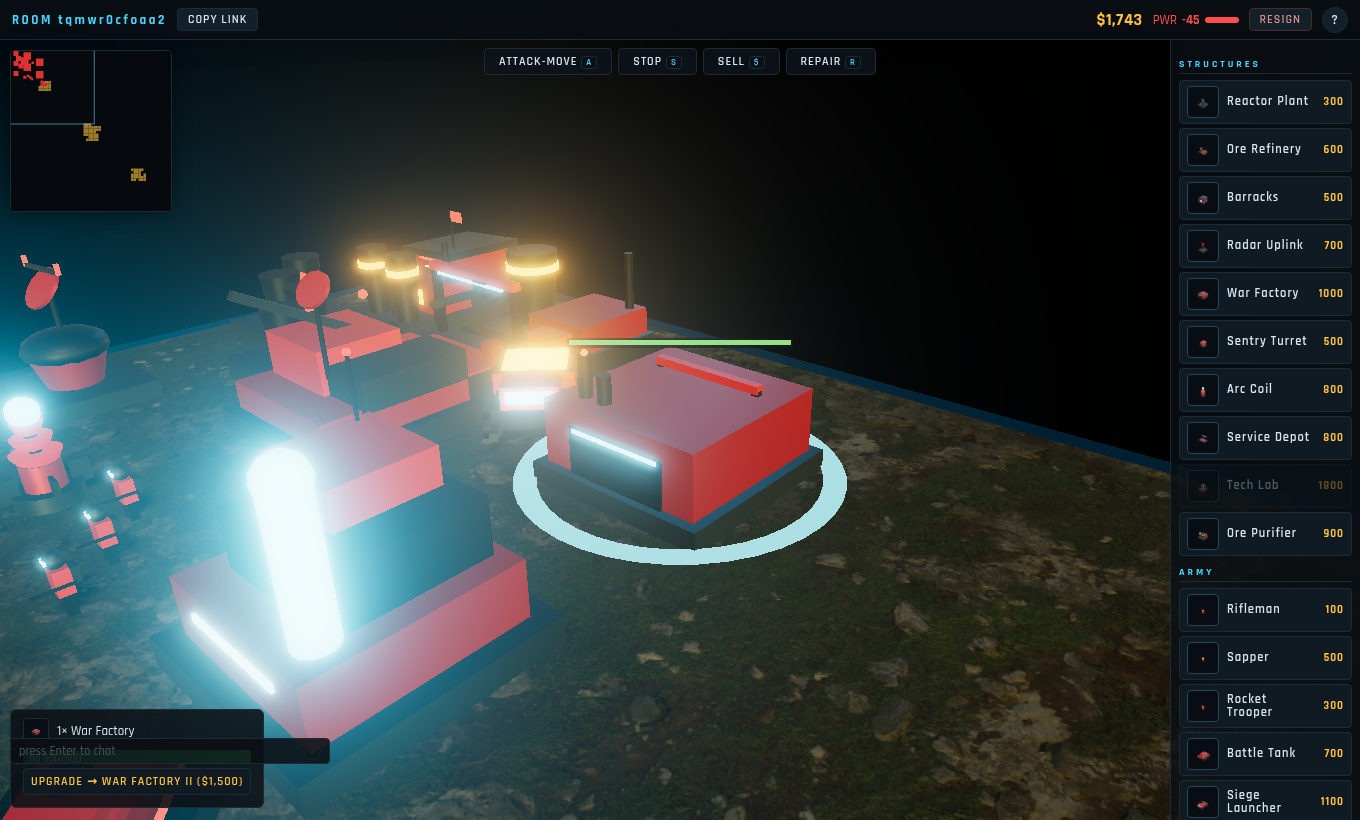 ROOM tqmwr0cfoaa2
COPY LINK
$1,743
PWR -45
RESIGN
?
ATTACK-MOVE A
STOP S
SELL $
REPAIR R
STRUCTURES
Reactor Plant 300
Ore Refinery 600
Barracks 500
Radar Uplink 700
War Factory 1000
Sentry Turret 500
Arc Coil 800
Service Depot 800
Tech Lab 1800
Ore Purifier 900
ARMY
Rifleman 100
Sapper 500
Rocket
Trooper 300
Battle Tank 700
Siege
Launcher 1100
1× War Factory
press Enter to chat
UPGRADE → WAR FACTORY II ($1,500)